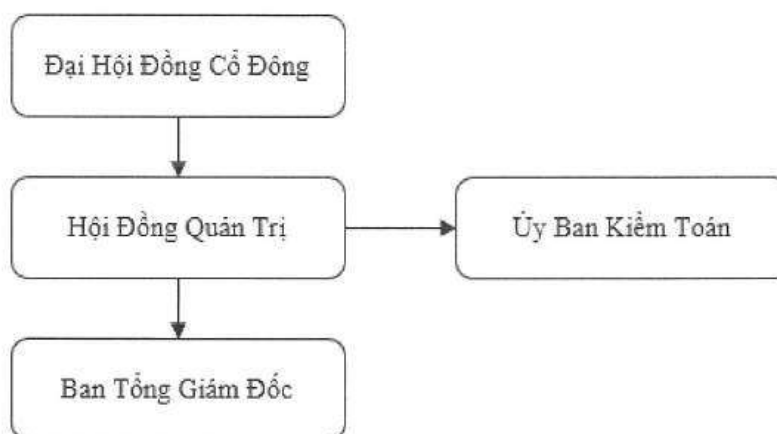 Đại Hội Đồng Cổ Đông
Hội Đồng Quản Trị
Ủy Ban Kiểm Toán
Ban Tổng Giám Đốc